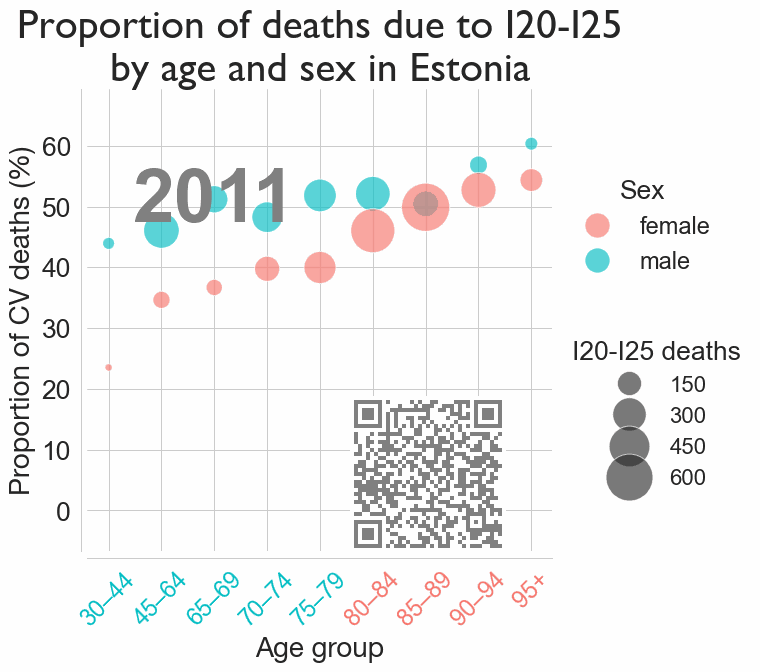 Proportion of deaths due to I20-I25
by age and sex in Estonia
2011
Proportion of CV deaths (%)
60
50
40
30
20
10
0
30–44
45–64
65–69
70–74
75–79
80–84
85–89
90–94
95+
Age group
Sex
female
male
I20-I25 deaths
150
300
450
600